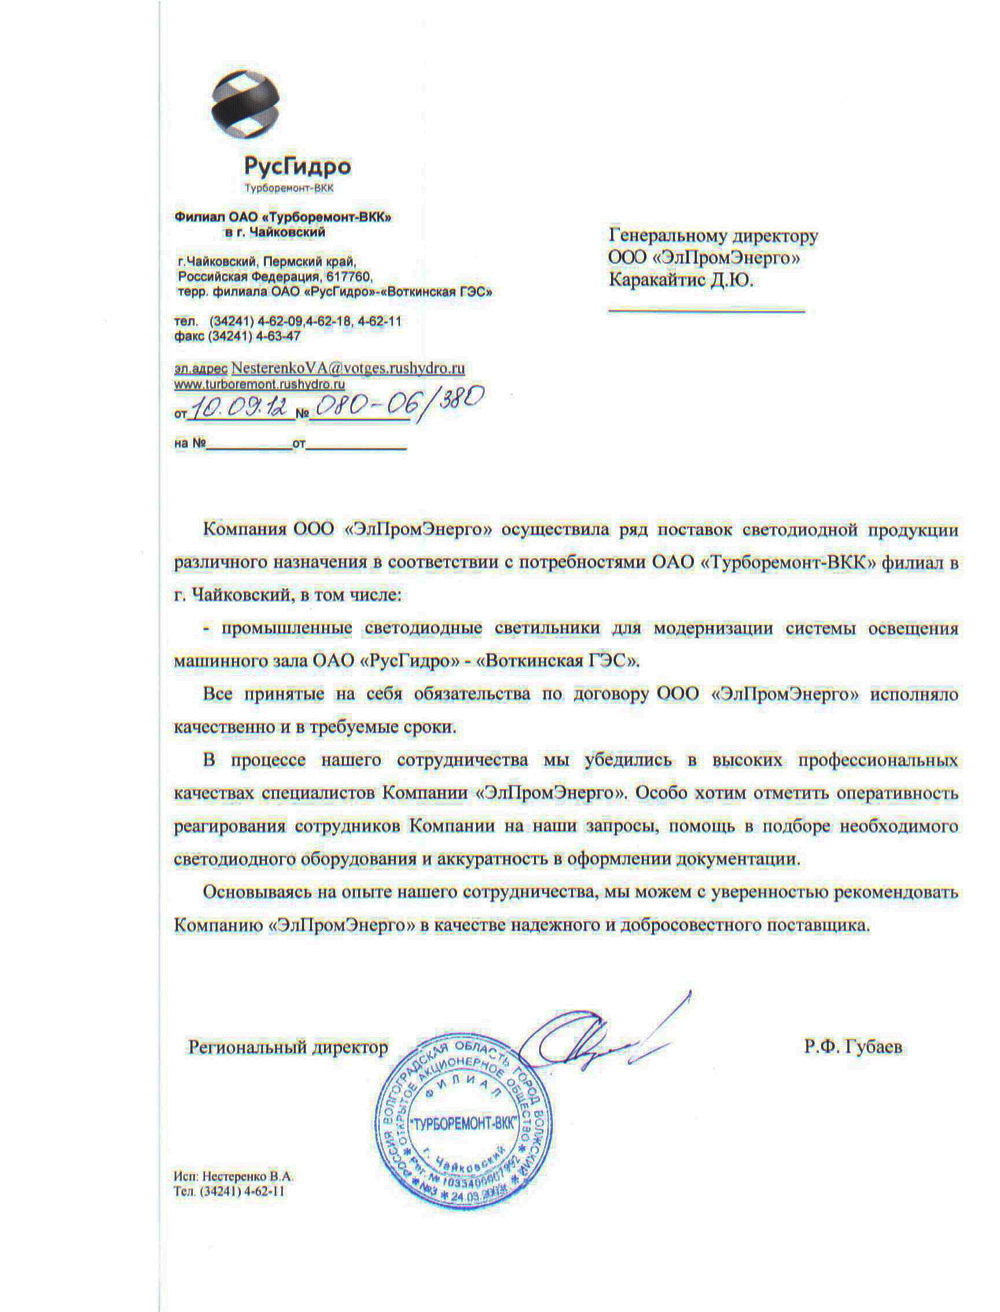 РусГидро
Турборемонт-ВКК
Филиал ОАО «Турборемонт-ВКК»
в г. Чайковский
г.Чайковский, Пермский край,
Российская Федерация, 617760,
терр. филиала ОАО «РусГидро»-«Воткинская ГЭС»
тел. (34241) 4-62-09,4-62-18, 4-62-11
факс (34241) 4-63-47
эл.адрес NesterenkoVA@votges.rushydro.ru
www.turboremont.rushydro.ru
от 10.09.12 № 080-06/380
на №____________от______________
Генеральному директору
ООО «ЭлПромЭнерго»
Каракайтис Д.Ю.
Компания ООО «ЭлПромЭнерго» осуществила ряд поставок светодиодной продукции
различного назначения в соответствии с потребностями ОАО «Турборемонт-ВКК» филиал в
г. Чайковский, в том числе:
- промышленные светодиодные светильники для модернизации системы освещения
машинного зала ОАО «РусГидро» - «Воткинская ГЭС».
Все принятые на себя обязательства по договору ООО «ЭлПромЭнерго» исполняло
качественно и в требуемые сроки.
В процессе нашего сотрудничества мы убедились в высоких профессиональных
качествах специалистов Компании «ЭлПромЭнерго». Особо хотим отметить оперативность
реагирования сотрудников Компании на наши запросы, помощь в подборе необходимого
светодиодного оборудования и аккуратность в оформлении документации.
Основываясь на опыте нашего сотрудничества, мы можем с уверенностью рекомендовать
Компанию «ЭлПромЭнерго» в качестве надежного и добросовестного поставщика.
Региональный директор
Р.Ф. Губаев
РОССИЯ ВОЛГОГРАДСКАЯ ОБЛАСТЬ ГОРОД ВОЛЖСКИЙ
ОТКРЫТОЕ АКЦИОНЕРНОЕ ОБЩЕСТВО
ФИЛИАЛ
"ТУРБОРЕМОНТ-ВКК"
г. Чайковский
№3 * 24.03.
Исп: Нестеренко В.А.
Тел. (34241) 4-62-11